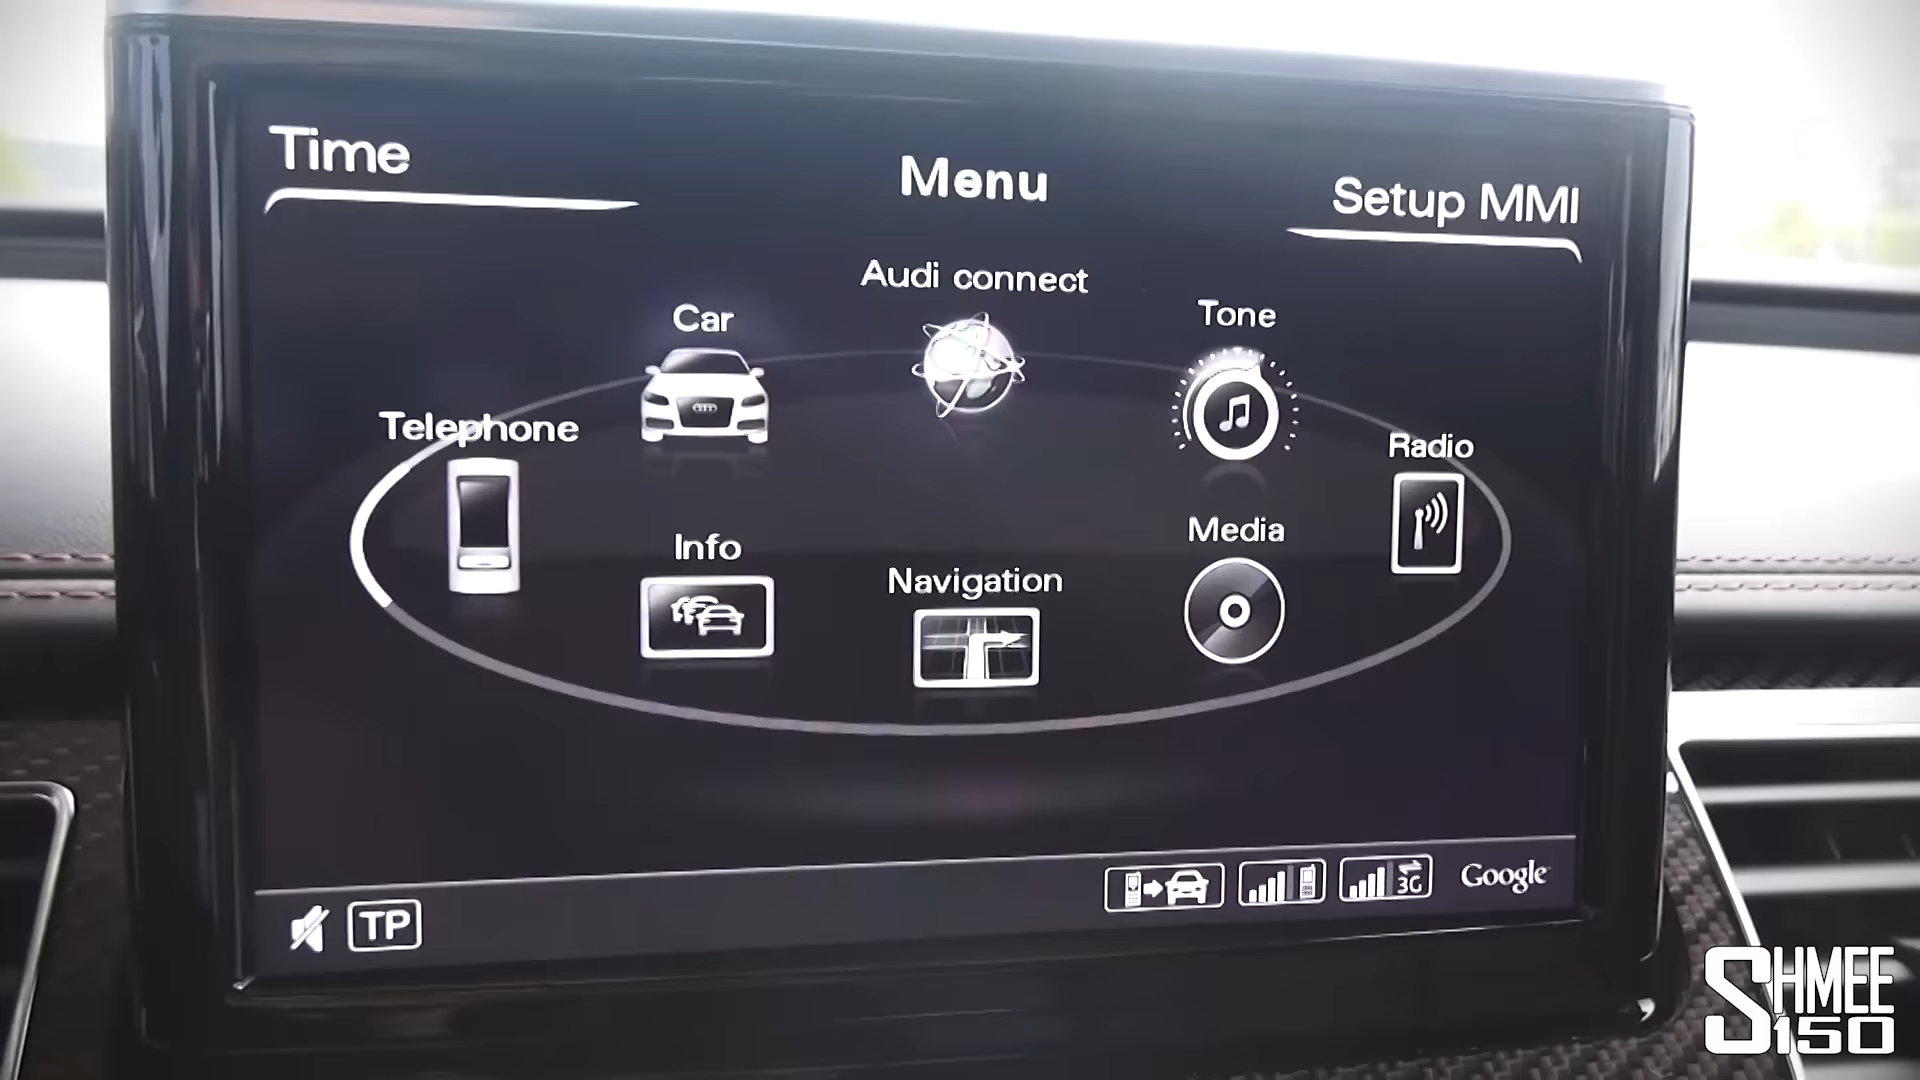 Time
Menu
Setup MMI
Audi connect
Car
Tone
Telephone
Radio
Info
Media
Navigation
TP
3G
Google
SHMEE
150